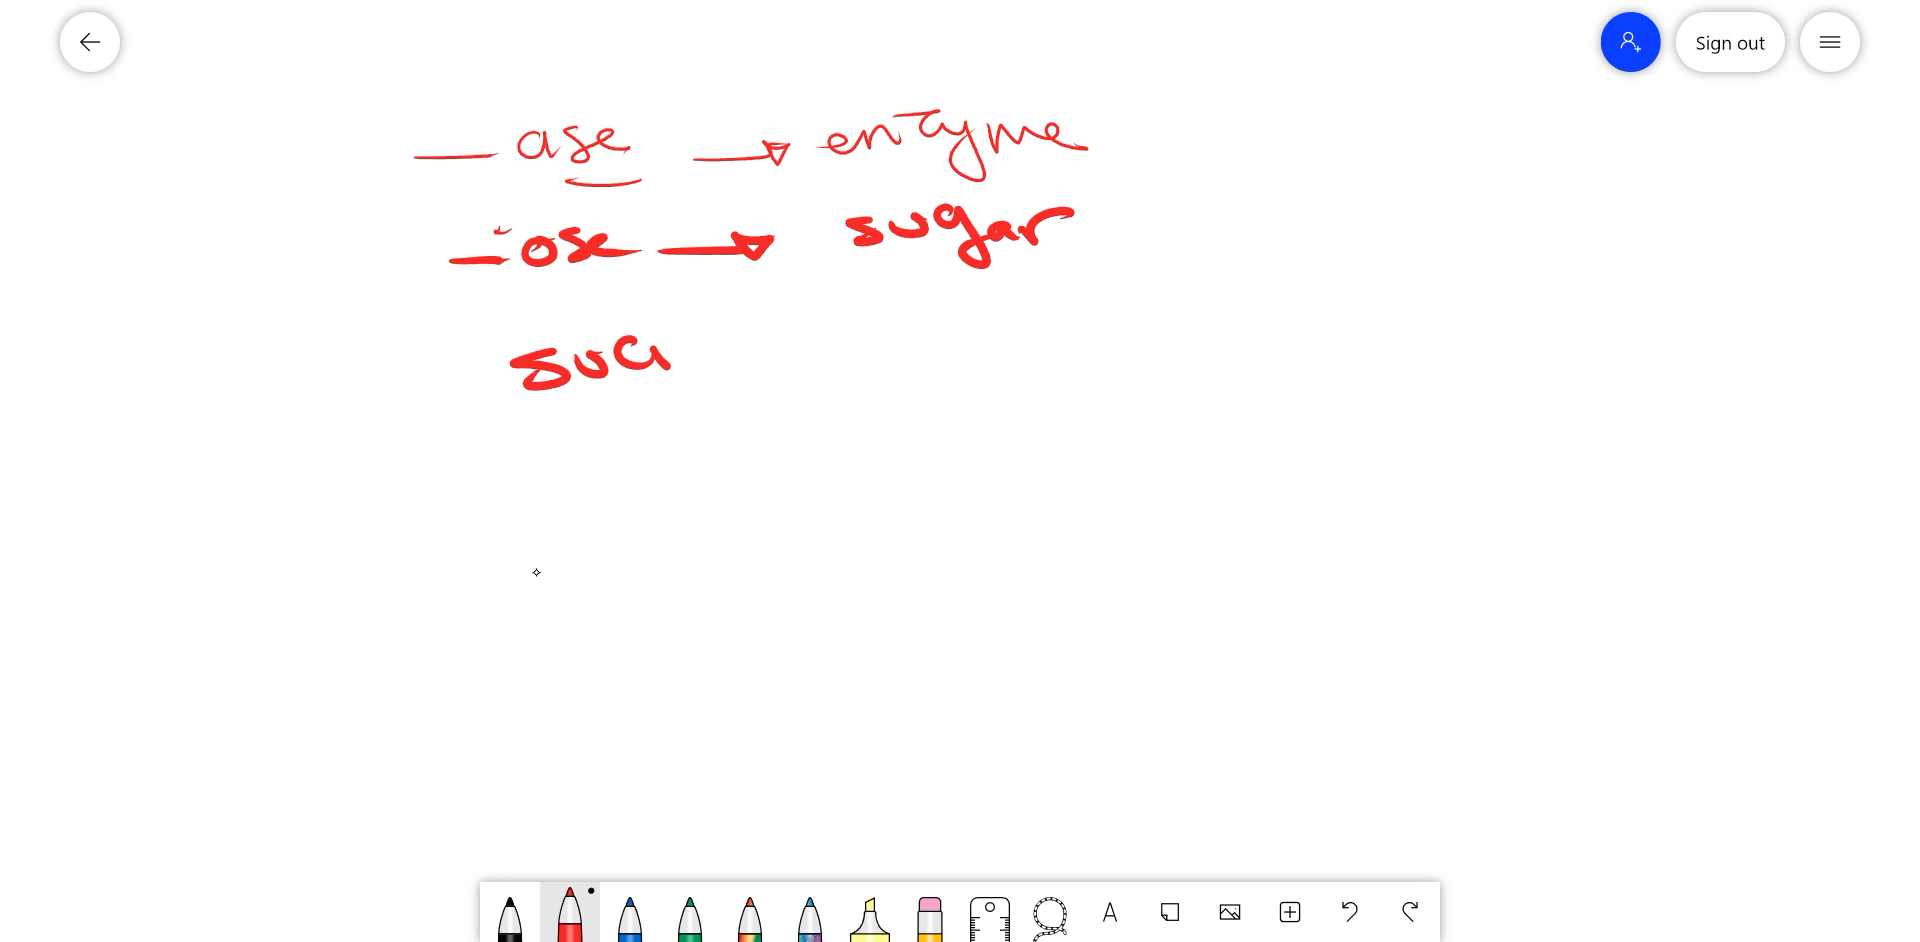 Sign out
— ase → enzyme
— ose → sugar
suc